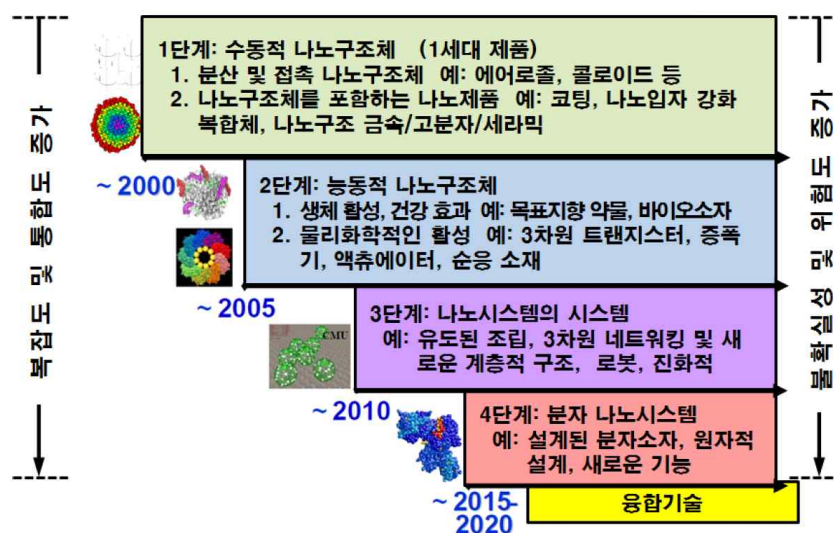 복잡도 및 통합도 증가
1단계: 수동적 나노구조체 (1세대 제품)
1. 분산 및 접촉 나노구조체 예: 에어로졸, 콜로이드 등
2. 나노구조체를 포함하는 나노제품 예: 코팅, 나노입자 강화
복합체, 나노구조 금속/고분자/세라믹
~ 2000
2단계: 능동적 나노구조체
1. 생체 활성, 건강 효과 예: 목표지향 약물, 바이오소자
2. 물리화학적인 활성 예: 3차원 트랜지스터, 증폭
기, 액츄에이터, 순응 소재
~ 2005
3단계: 나노시스템의 시스템
예: 유도된 조립, 3차원 네트워킹 및 새
로운 계층적 구조, 로봇, 진화적
CMU
~ 2010
4단계: 분자 나노시스템
예: 설계된 분자소자, 원자적
설계, 새로운 기능
~ 2015-
2020
융합기술
불확실성 및 위험도 증가